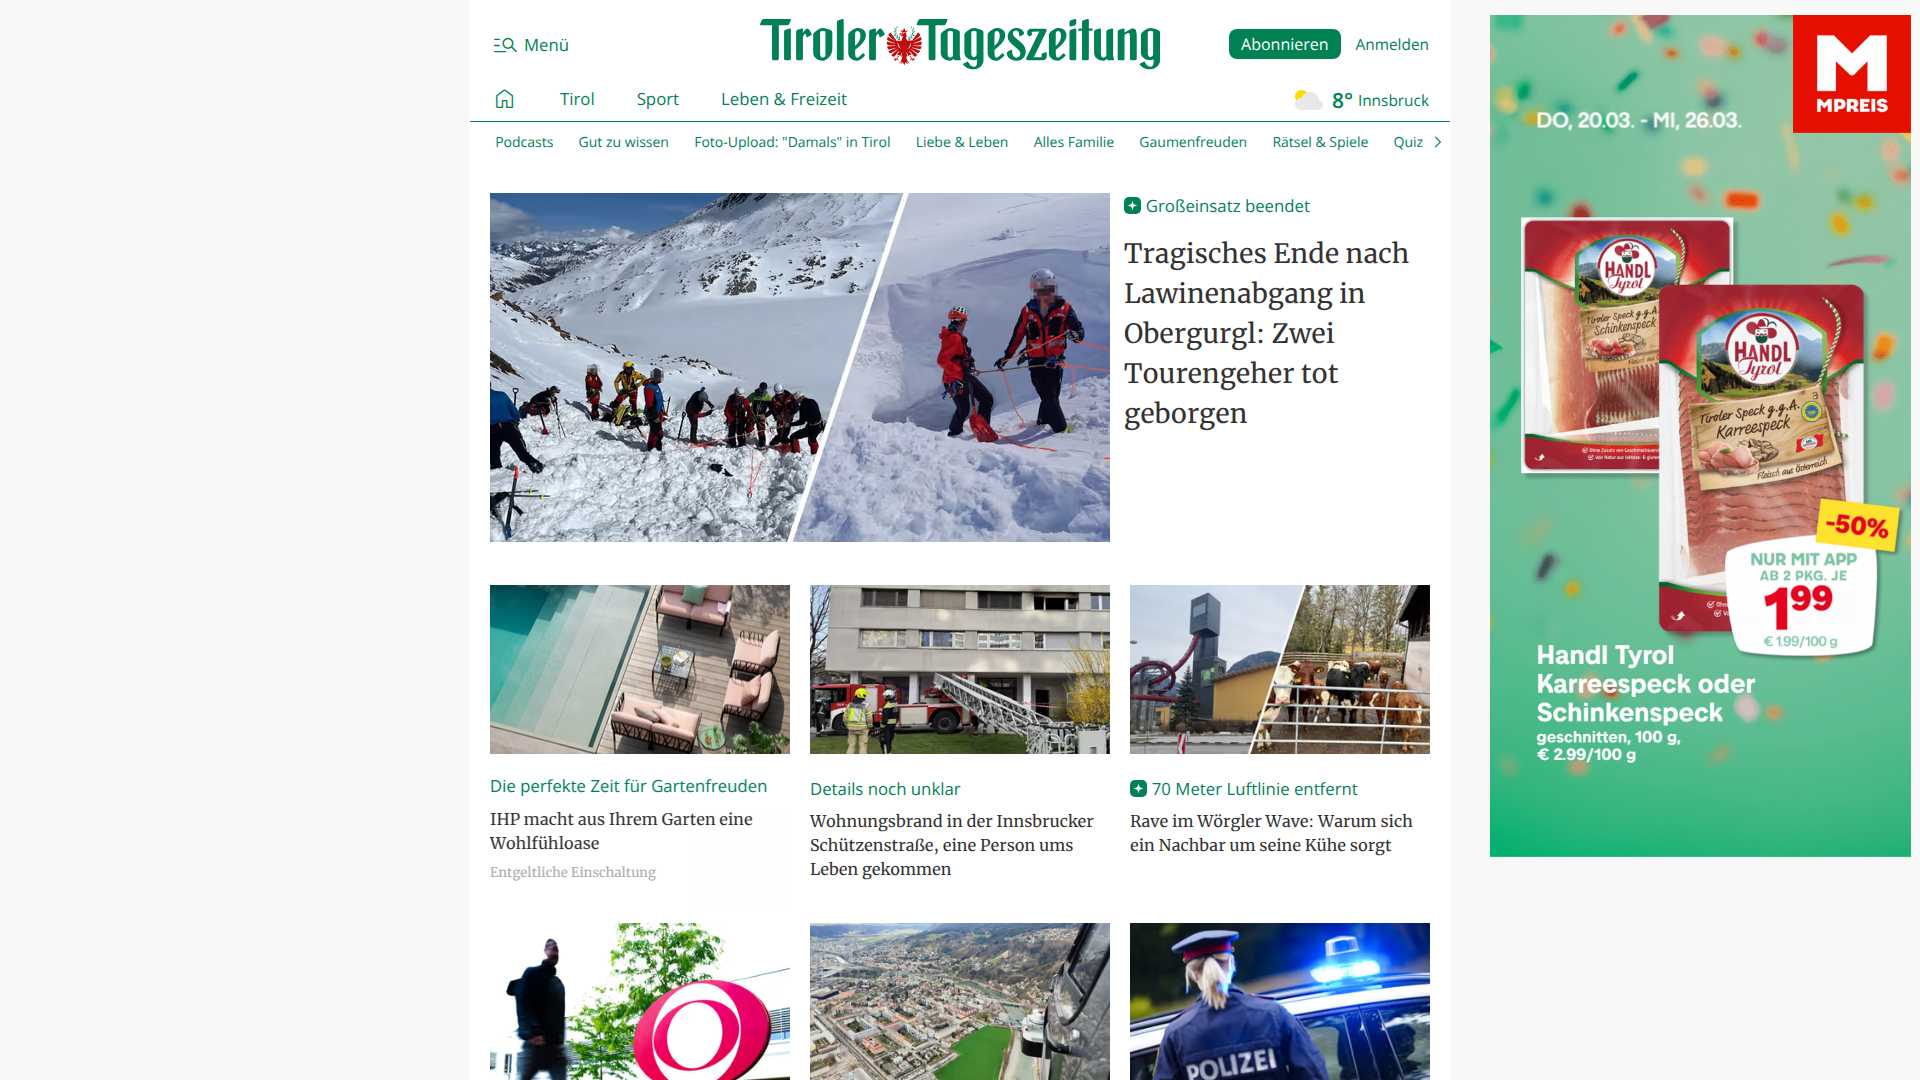 Menü
Tiroler Tageszeitung
Abonnieren
Anmelden
Tirol
Sport
Leben & Freizeit
8° Innsbruck
Podcasts
Gut zu wissen
Foto-Upload: "Damals" in Tirol
Liebe & Leben
Alles Familie
Gaumenfreuden
Rätsel & Spiele
Quiz
Großeinsatz beendet
Tragisches Ende nach
Lawinenabgang in
Obergurgl: Zwei
Tourengeher tot
geborgen
Die perfekte Zeit für Gartenfreuden
IHP macht aus Ihrem Garten eine
Wohlfühloase
Entgeltliche Einschaltung
Details noch unklar
Wohnungsbrand in der Innsbrucker
Schützenstraße, eine Person ums
Leben gekommen
70 Meter Luftlinie entfernt
Rave im Wörgler Wave: Warum sich
ein Nachbar um seine Kühe sorgt
POLIZEI
MPREIS
DO, 20.03. - MI, 26.03.
HANDL
Tyrol
Tiroler Speck g.g.A.
Schinkenspeck
HANDL
Tyrol
Tiroler Speck g.g.A.
Karreespeck
Fleisch aus Österreich
-50%
NUR MIT APP
AB 2 PKG. JE
1 99
€ 1.99/100 g
Handl Tyrol
Karreespeck oder
Schinkenspeck
geschnitten, 100 g,
€ 2.99/100 g